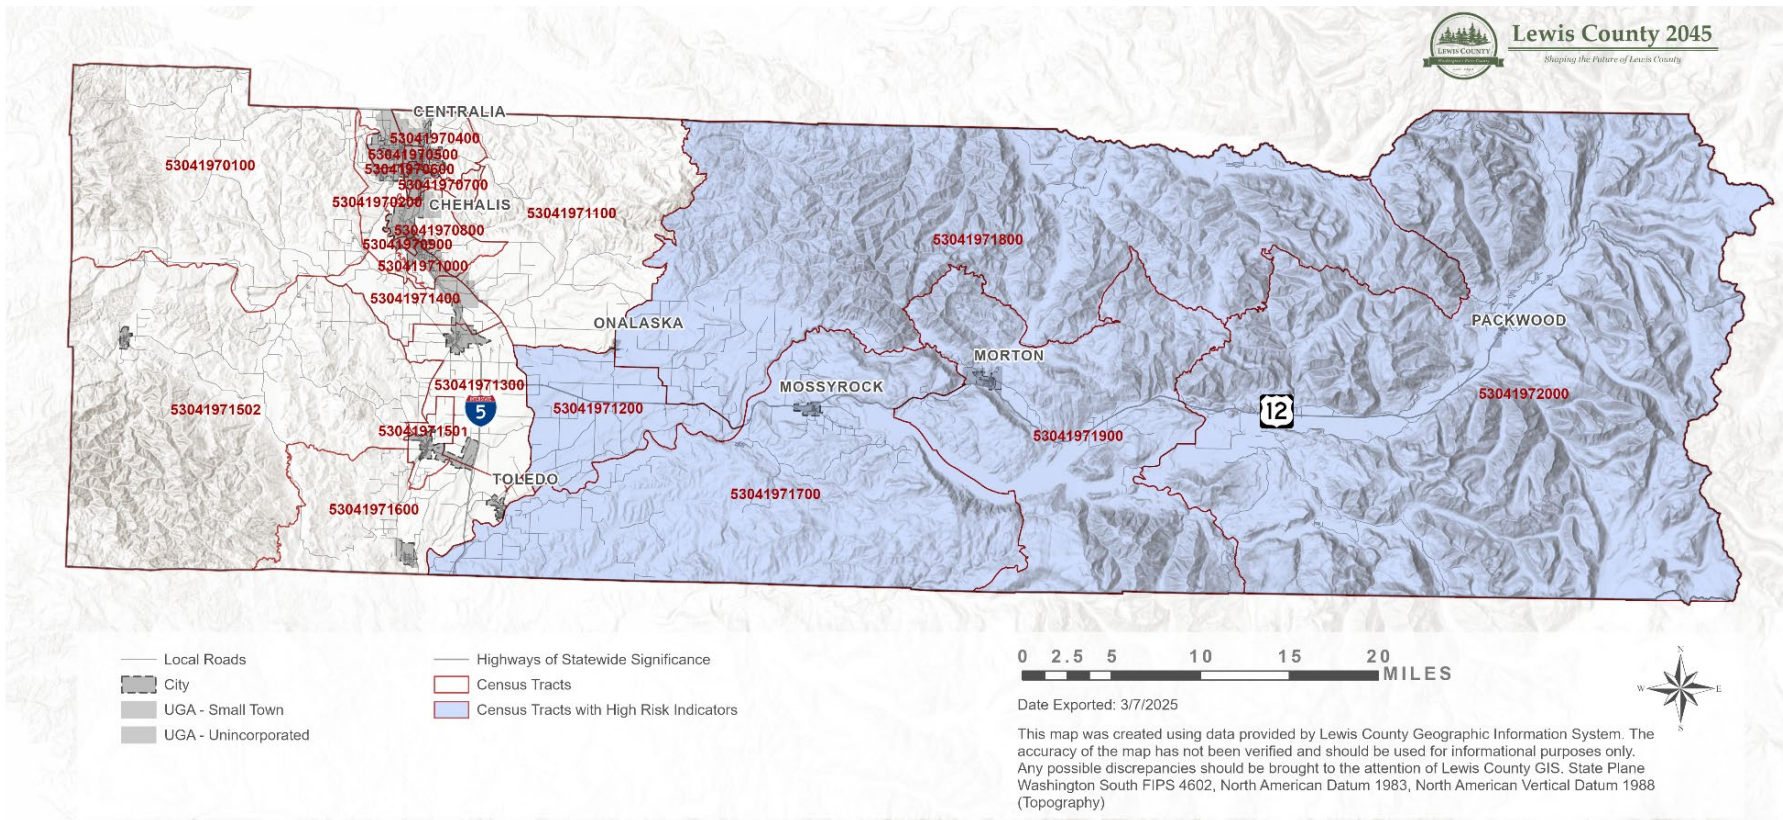 LEWIS COUNTY
Lewis County 2045
Shaping the Future of Lewis County
CENTRALIA
53041970400
53041970500
53041970100
53041970600
53041970700
53041970200
CHEHALIS
53041971100
53041970800
53041970900
53041971800
53041971000
53041971400
ONALASKA
PACKWOOD
MORTON
53041971300
MOSSYROCK
53041972000
INTERSTATE
5
53041971502
53041971200
12
53041971501
53041971900
TOLEDO
53041971700
53041971600
Local Roads
City
UGA - Small Town
UGA - Unincorporated
Highways of Statewide Significance
Census Tracts
Census Tracts with High Risk Indicators
0 2.5 5 10 15 20
MILES
N
W E
S
Date Exported: 3/7/2025
This map was created using data provided by Lewis County Geographic Information System. The
accuracy of the map has not been verified and should be used for informational purposes only.
Any possible discrepancies should be brought to the attention of Lewis County GIS. State Plane
Washington South FIPS 4602, North American Datum 1983, North American Vertical Datum 1988
(Topography)